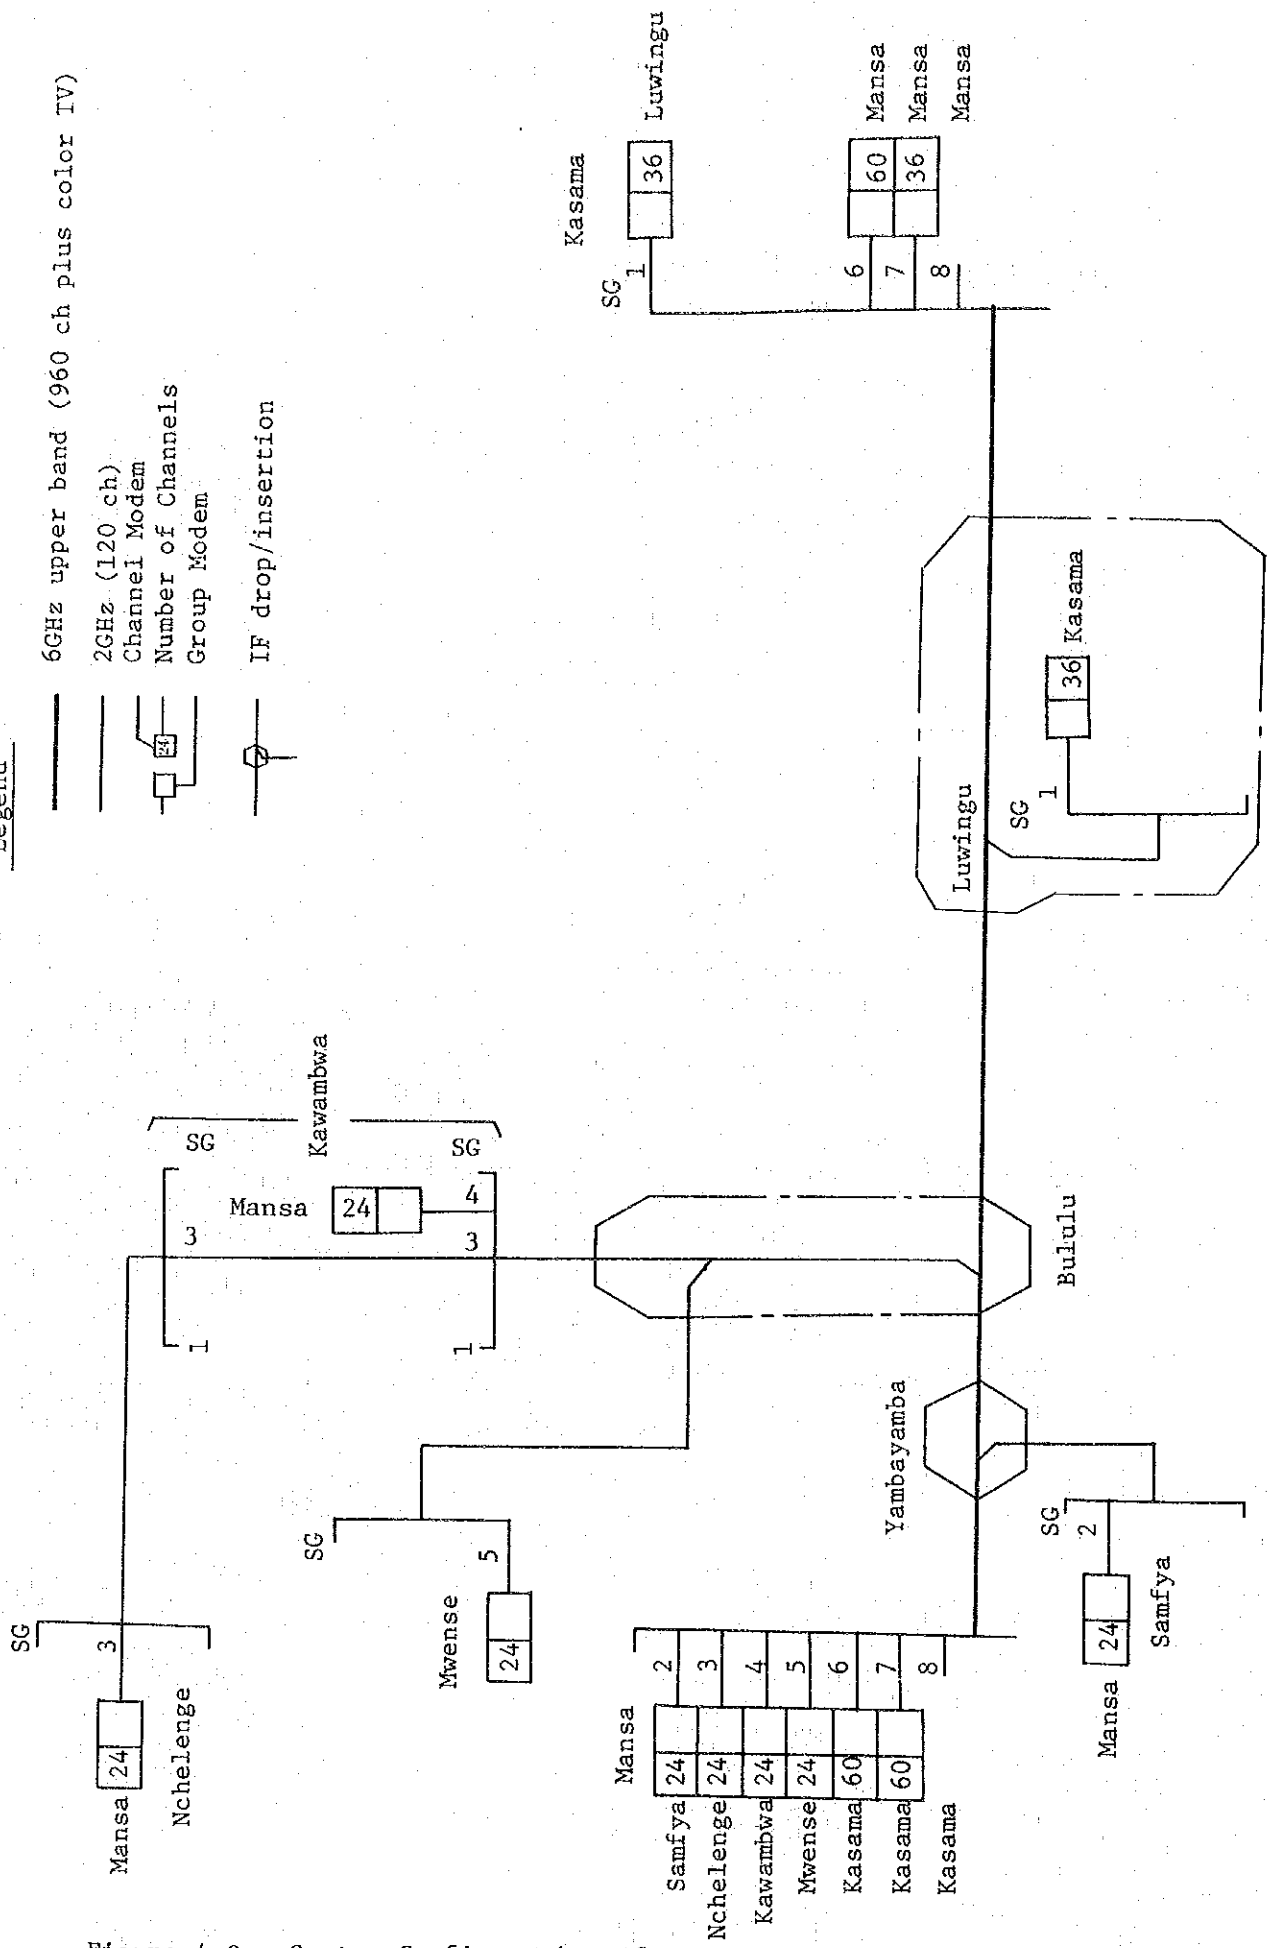 Legend
6GHz upper band (960 ch plus color TV)
2GHz (120 ch)
Channel Modem
24
Number of Channels
Group Modem
IF drop/insertion
SG
3
Mansa 24
Nchelenge
SG
3
1
Kawambwa
Mansa
24
SG
4
3
1
SG
5
Mwense
24
Kasama
SG
1
36
Luwingu
6
60
Mansa
7
36
Mansa
8
Mansa
Mansa
Samfya 24 2
Nchelenge 24 3
Kawambwa 24 4
Mwense 24 5
Kasama 60 6
Kasama 60 7
Kasama 8
Yambayamba
Bululu
Luwingu
SG
1
36 Kasama
SG
2
Mansa 24
Samfya